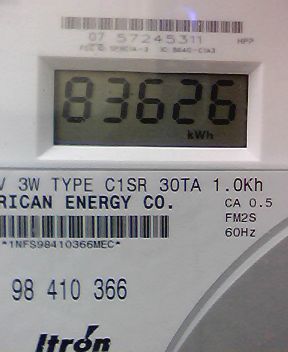 07 57245311 HPP
83626
kWh
V 3W TYPE C1SR 30TA 1.0Kh
RICAN ENERGY CO. CA 0.5
FM2S
60Hz
*1NFS98410366MEC*
98 410 366
Itron